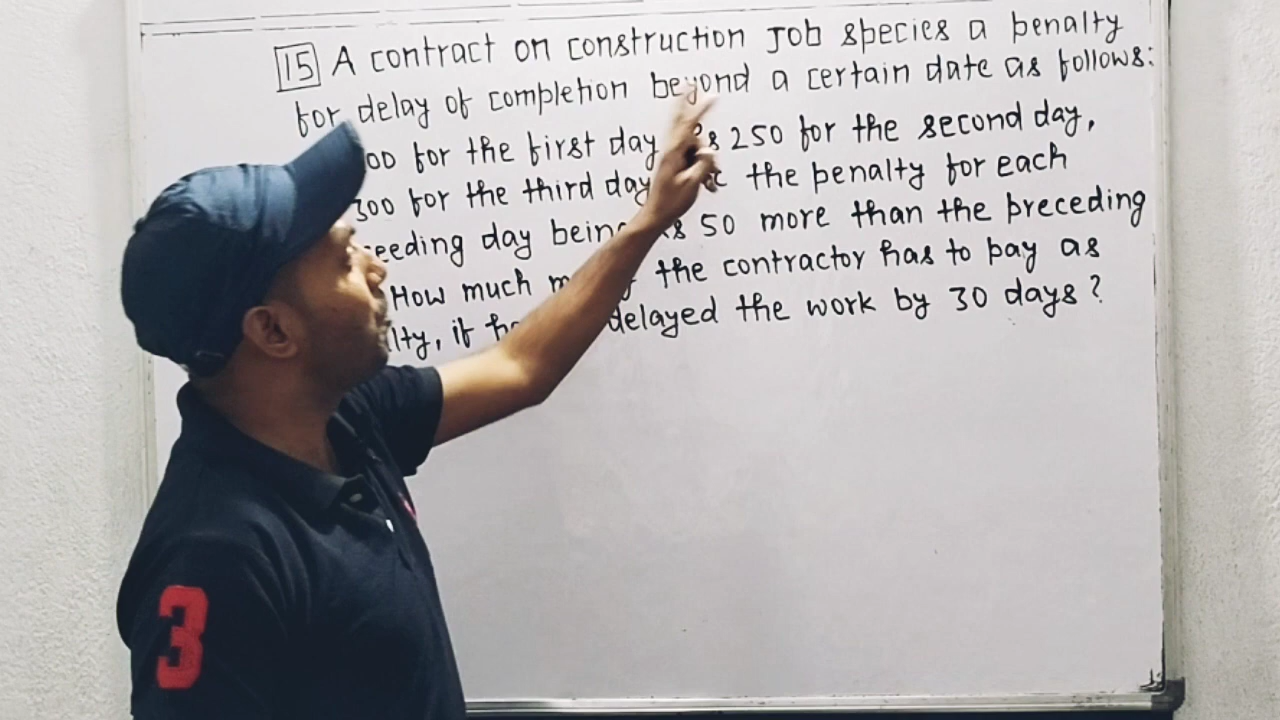 15 A contract on construction Job species a penalty
for delay of completion beyond a certain date as follows:
00 for the first day 250 for the second day,
300 for the third day the penalty for each
eeding day being 50 more than the preceding
How much the contractor has to pay as
lty, if delayed the work by 30 days?
3